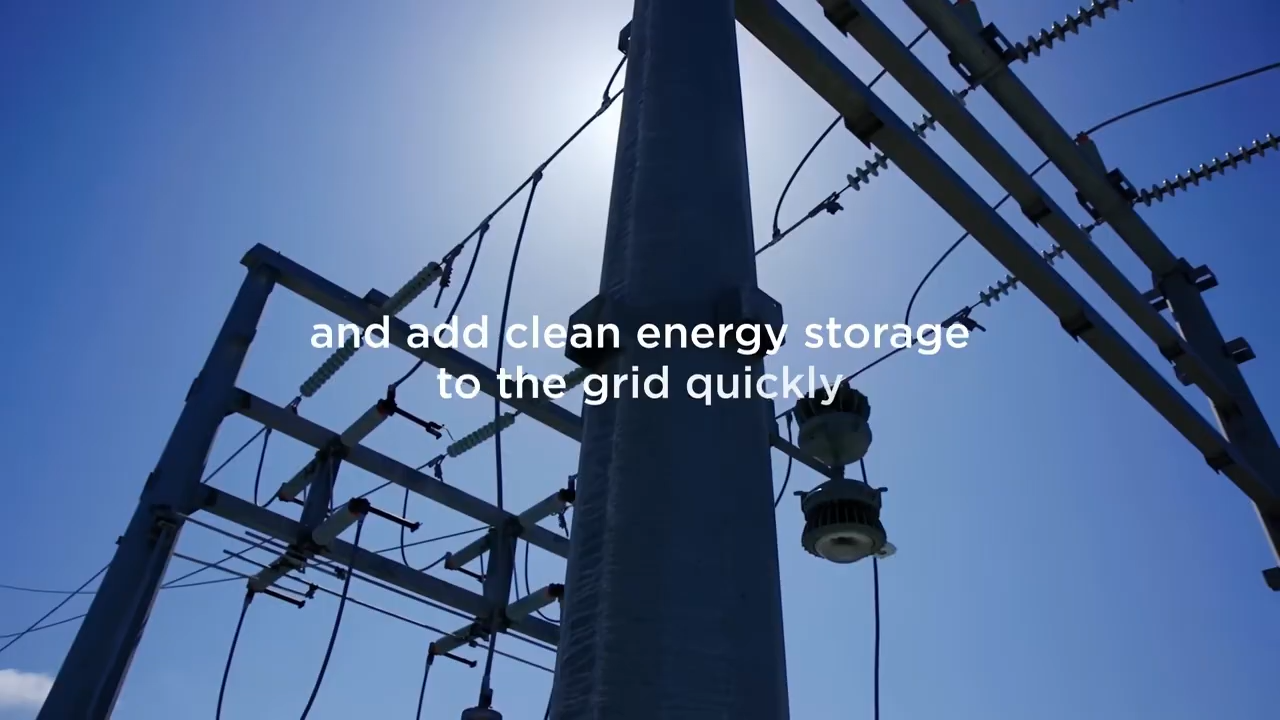 and add clean energy storage
to the grid quickly